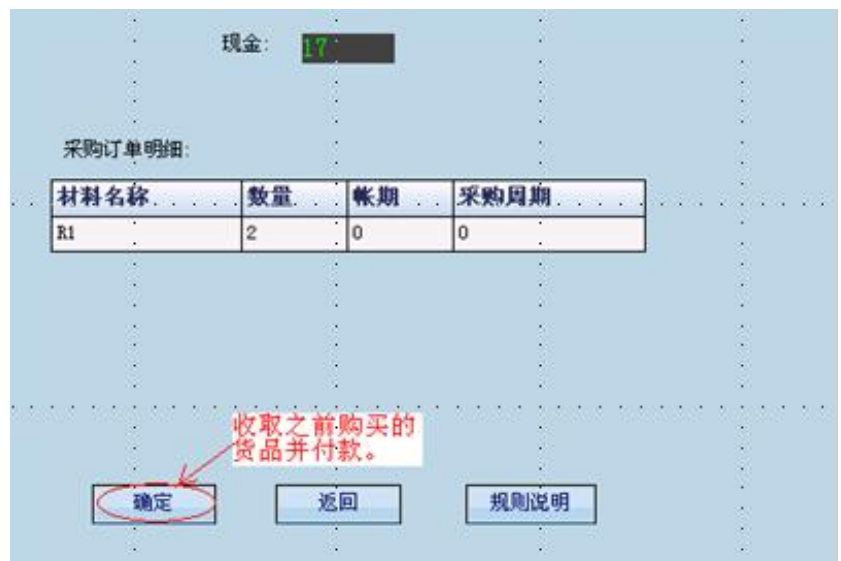 现金: 17
采购订单明细:
材料名称 数量 帐期 采购周期
R1 2 0 0
收取之前购买的
货品并付款。
确定 返回 规则说明